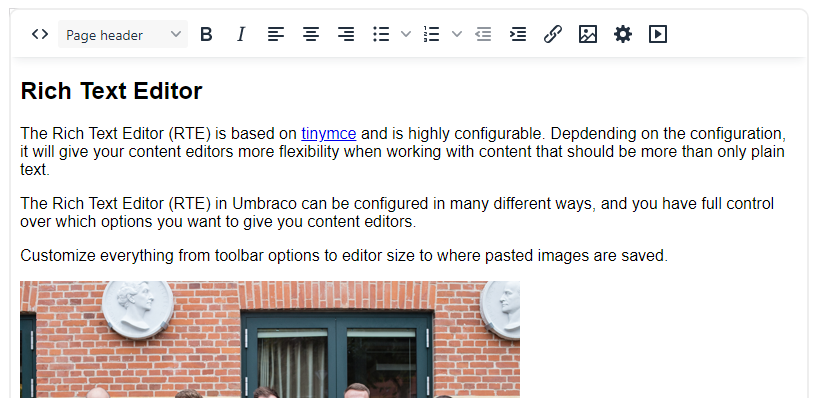 Page header
B I
Rich Text Editor
The Rich Text Editor (RTE) is based on tinymce and is highly configurable. Depdending on the configuration,
it will give your content editors more flexibility when working with content that should be more than only plain
text.
The Rich Text Editor (RTE) in Umbraco can be configured in many different ways, and you have full control
over which options you want to give you content editors.
Customize everything from toolbar options to editor size to where pasted images are saved.